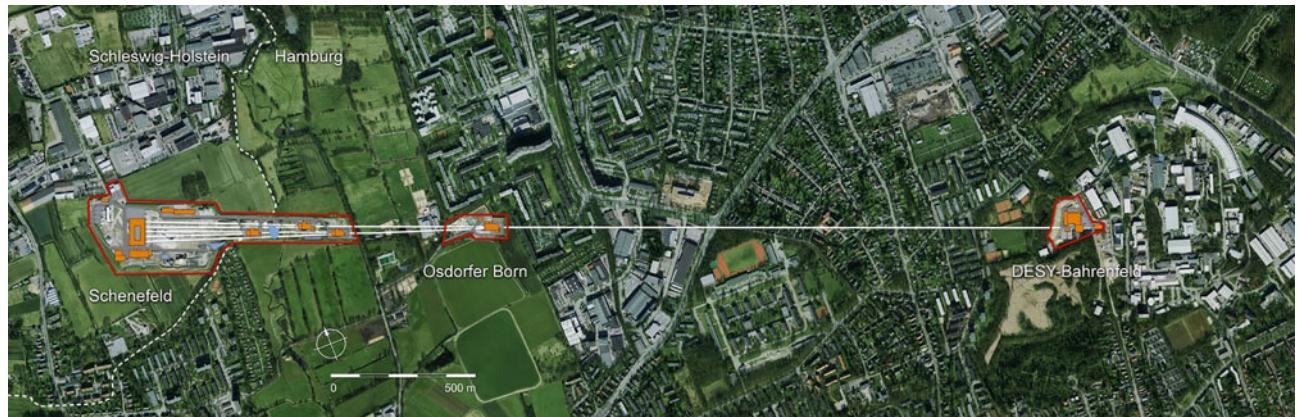 Schleswig-Holstein
Hamburg
Schenefeld
Osdorfer Born
DESY-Bahrenfeld
0
500 m